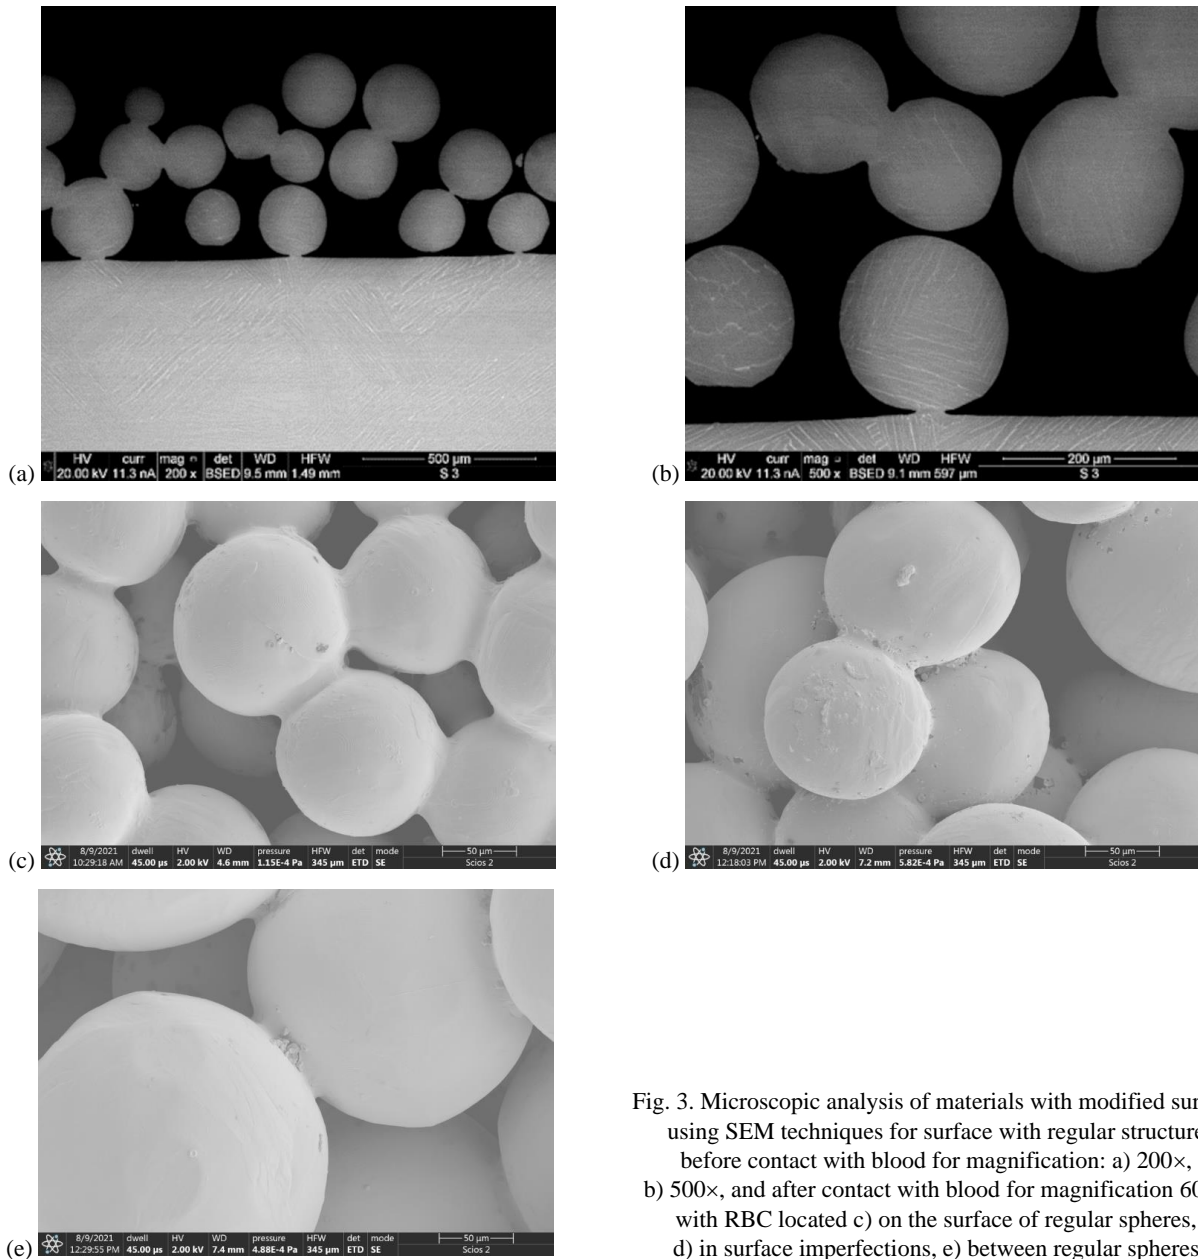 HV curr mag det WD HFW 500 µm
20.00 kV 11.3 nA 200 x BSED 9.5 mm 1.49 mm S 3
(a)
HV curr mag det WD HFW 200 µm
20.00 kV 11.3 nA 500 x BSED 9.1 mm 597 µm S 3
(b)
8/9/2021 dwell HV WD pressure HFW det mode 50 µm
10:29:18 AM 45.00 µs 2.00 kV 4.6 mm 1.15E-4 Pa 345 µm ETD SE Scios 2
(c)
8/9/2021 dwell HV WD pressure HFW det mode 50 µm
12:18:03 PM 45.00 µs 2.00 kV 7.2 mm 5.82E-4 Pa 345 µm ETD SE Scios 2
(d)
8/9/2021 dwell HV WD pressure HFW det mode 50 µm
12:29:55 PM 45.00 µs 2.00 kV 7.4 mm 4.88E-4 Pa 345 µm ETD SE Scios 2
(e)
Fig. 3. Microscopic analysis of materials with modified sur
using SEM techniques for surface with regular structure
before contact with blood for magnification: a) 200×,
b) 500×, and after contact with blood for magnification 60
with RBC located c) on the surface of regular spheres,
d) in surface imperfections, e) between regular spheres